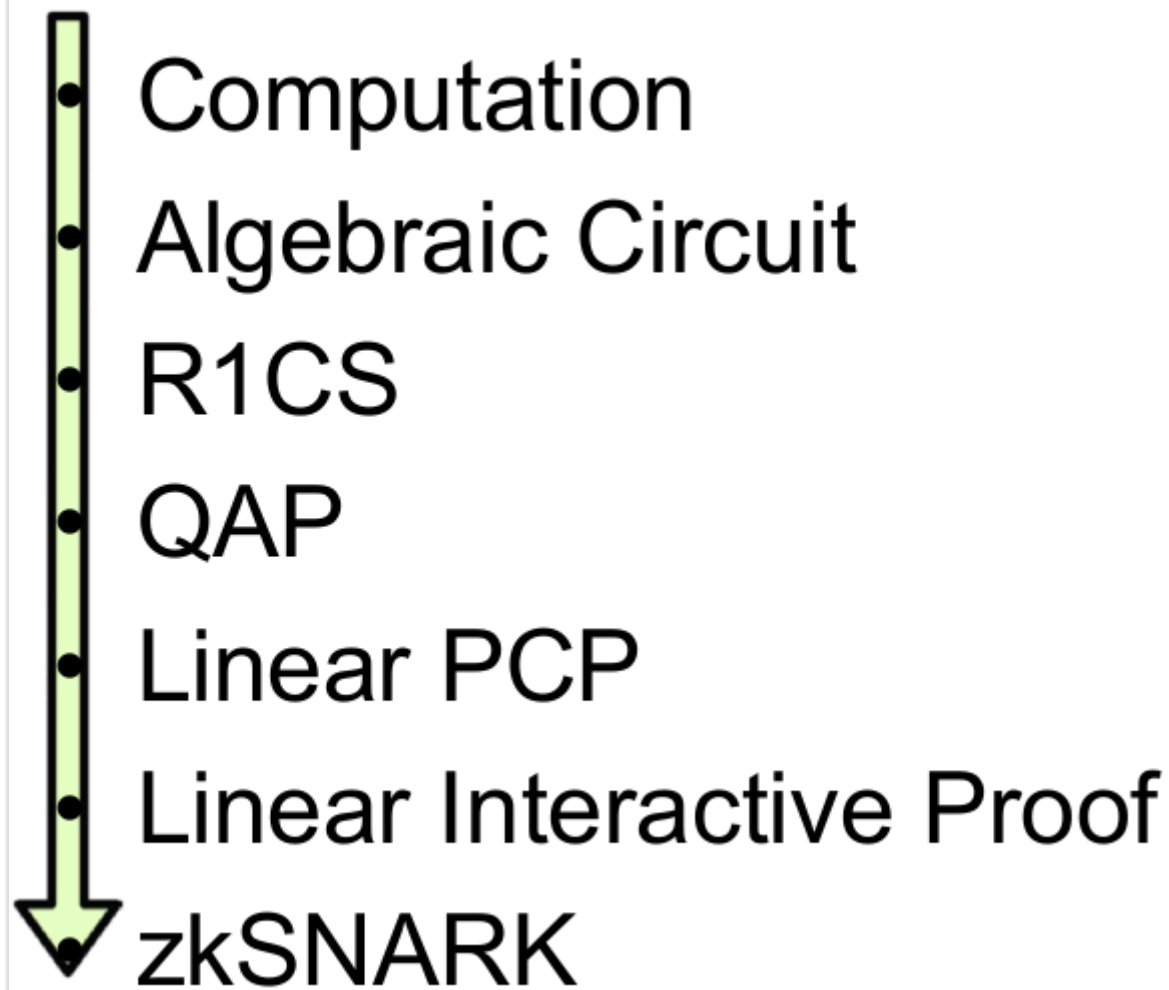 Computation
Algebraic Circuit
R1CS
QAP
Linear PCP
Linear Interactive Proof
zkSNARK